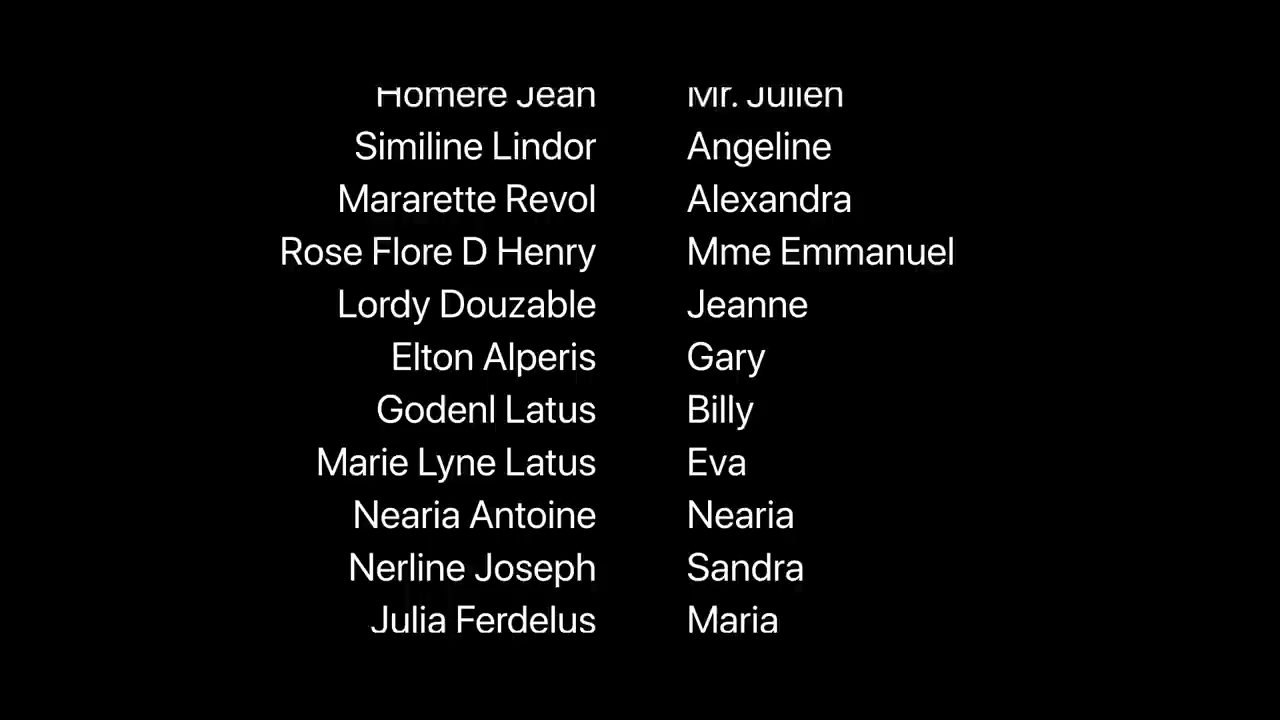 Homere Jean Mr. Julien
Similine Lindor Angeline
Mararette Revol Alexandra
Rose Flore D Henry Mme Emmanuel
Lordy Douzable Jeanne
Elton Alperis Gary
Godenl Latus Billy
Marie Lyne Latus Eva
Nearia Antoine Nearia
Nerline Joseph Sandra
Julia Ferdelus Maria